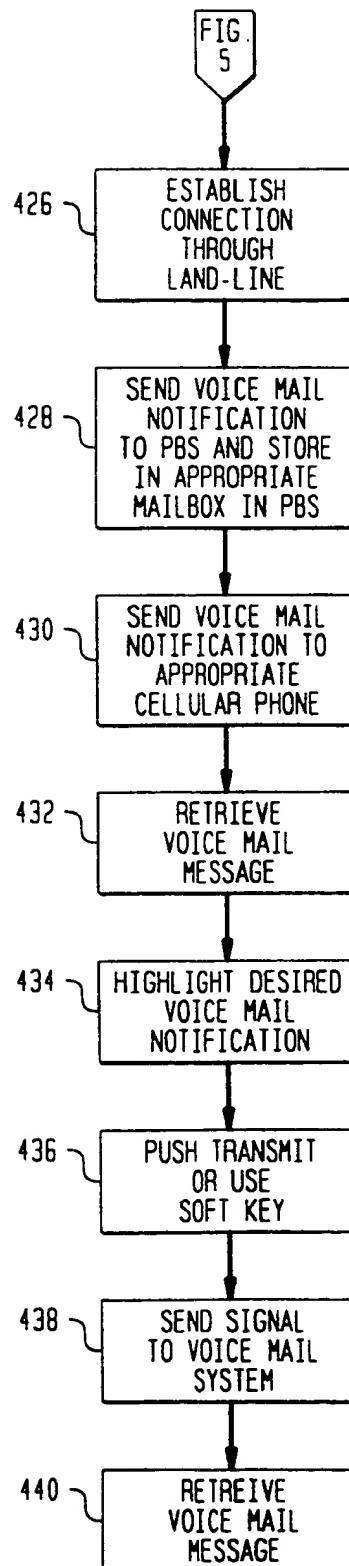 FIG.
5
426
ESTABLISH
CONNECTION
THROUGH
LAND-LINE
428
SEND VOICE MAIL
NOTIFICATION
TO PBS AND STORE
IN APPROPRIATE
MAILBOX IN PBS
430
SEND VOICE MAIL
NOTIFICATION TO
APPROPRIATE
CELLULAR PHONE
432
RETRIEVE
VOICE MAIL
MESSAGE
434
HIGHLIGHT DESIRED
VOICE MAIL
NOTIFICATION
436
PUSH TRANSMIT
OR USE
SOFT KEY
438
SEND SIGNAL
TO VOICE MAIL
SYSTEM
440
RETREIVE
VOICE MAIL
MESSAGE